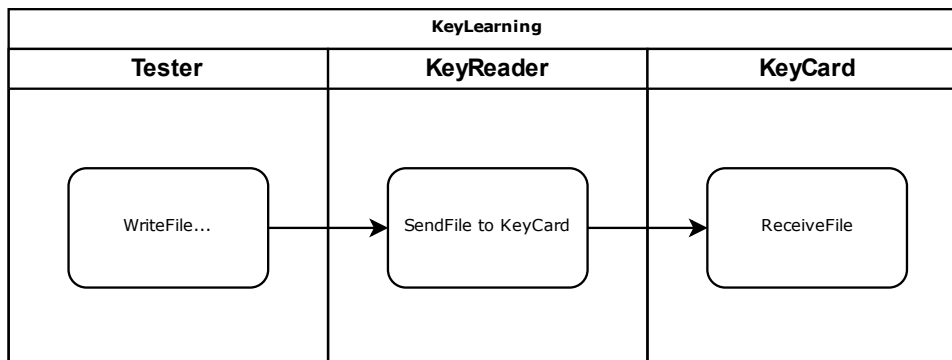 KeyLearning
Tester
KeyReader
KeyCard
WriteFile...
SendFile to KeyCard
ReceiveFile